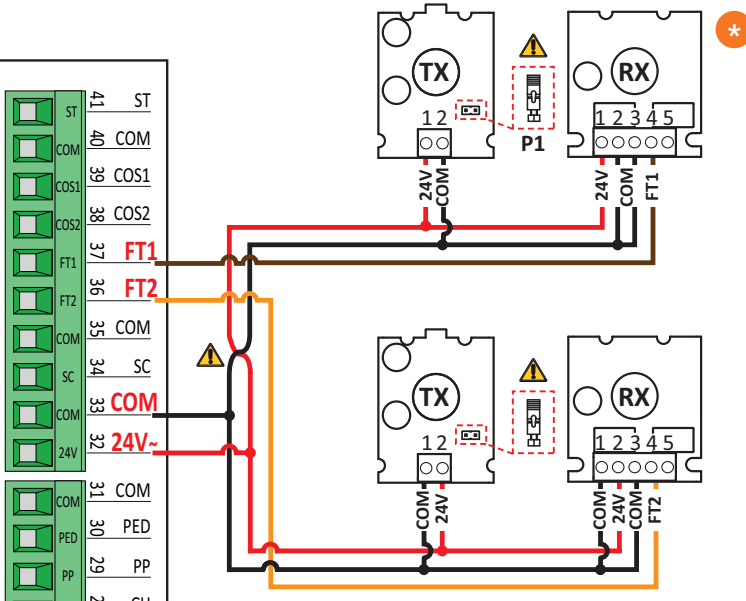 41 ST
ST
40 COM
COM
39 COS1
COS1
38 COS2
COS2
37 FT1
FT1
36 FT2
FT2
35 COM
COM
34 SC
SC
33 COM
COM
32 24V~
24V
31 COM
COM
30 PED
PED
29 PP
PP
*
TX
1 2
24V
COM
P1
RX
1 2 3 4 5
24V
COM
FT1
TX
1 2
COM
24V
RX
1 2 3 4 5
COM
24V
COM
FT2